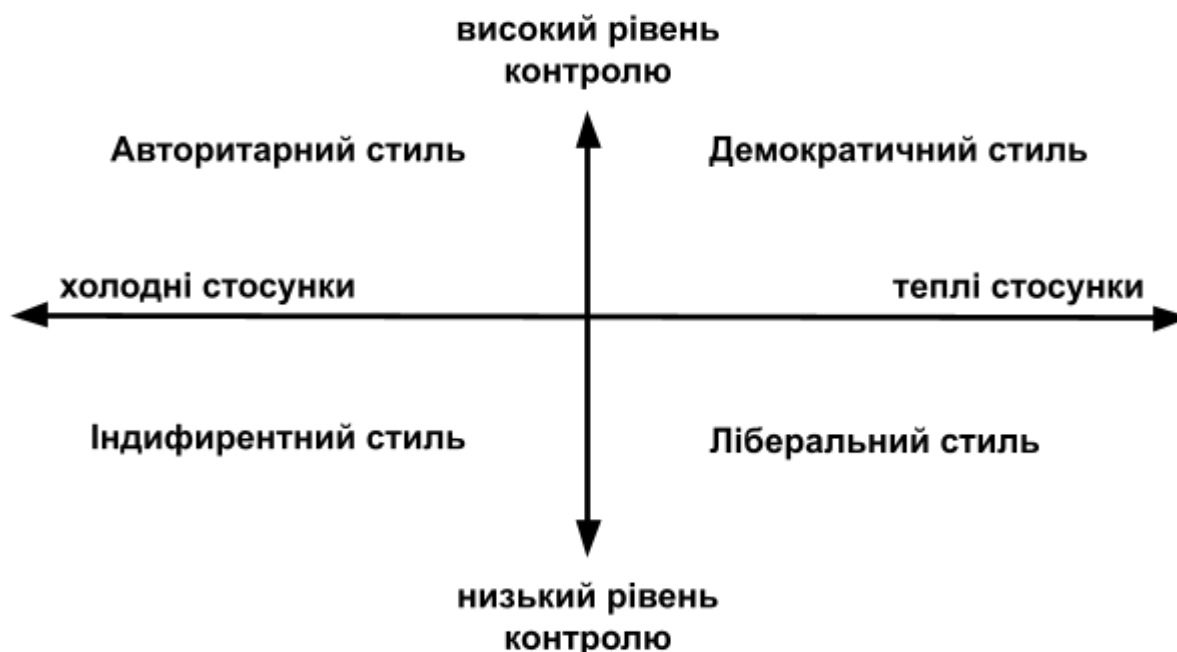 високий рівень
контролю
Авторитарний стиль
Демократичний стиль
холодні стосунки
теплі стосунки
Індифирентний стиль
Ліберальний стиль
низький рівень
контролю